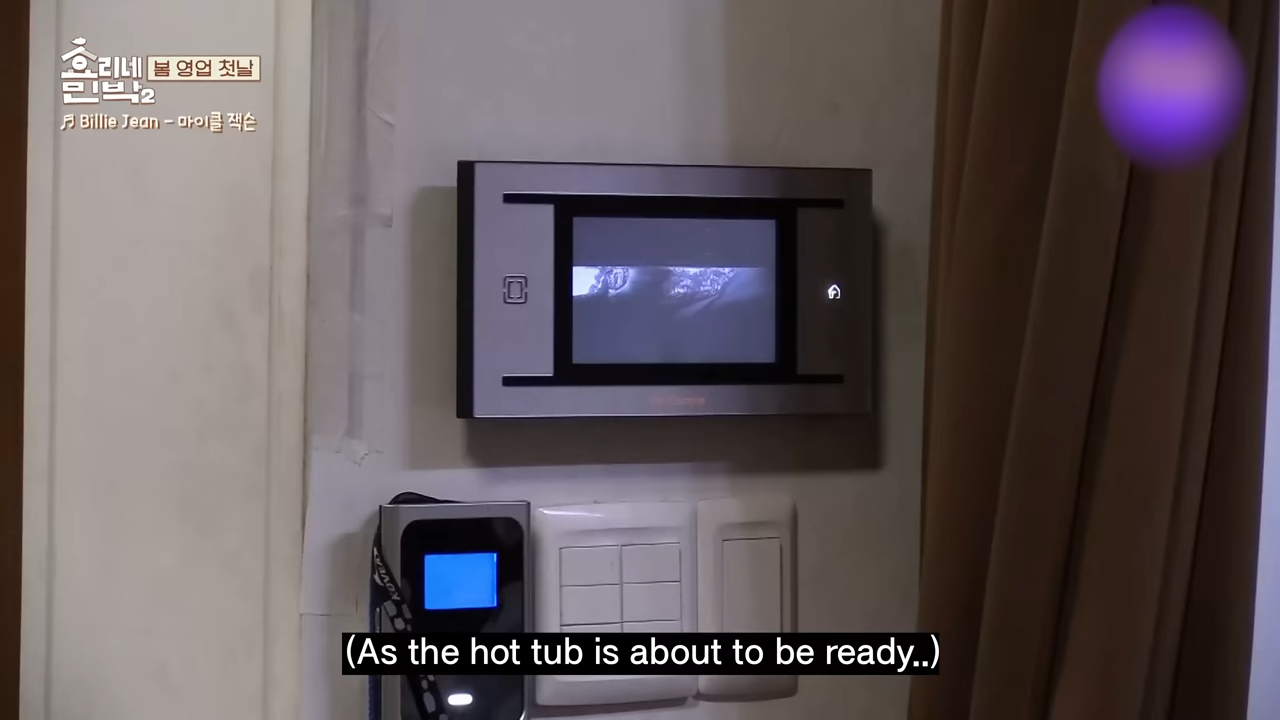 효리네 봄 영업 첫날
민박2
♬ Billie Jean - 마이클 잭슨
KOVEA
(As the hot tub is about to be ready..)